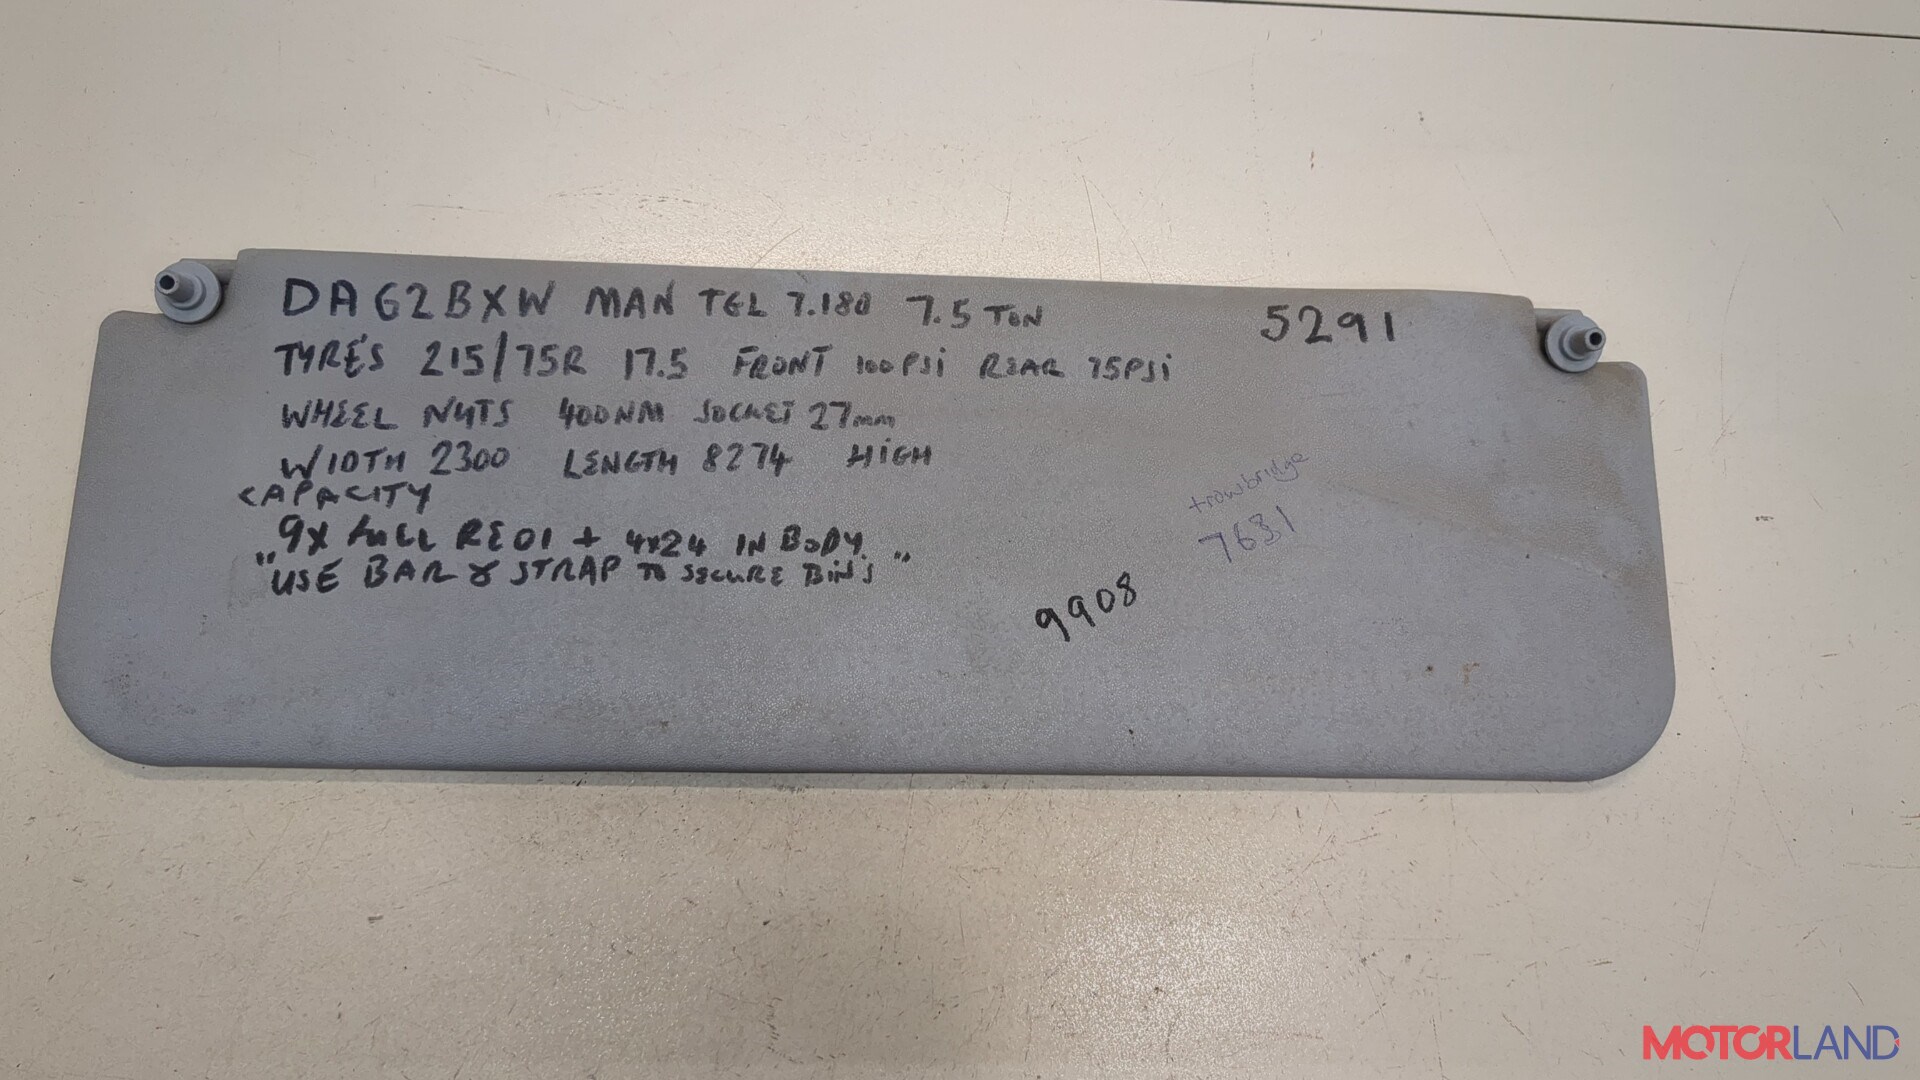 DA62BXW MAN TGL 7.180 7.5 TON 5291
TYRE'S 215/75R 17.5 FRONT 100PSi REAR 75PSi
WHEEL NUTS 400NM SOCKET 27mm
WIDTH 2300 LENGTH 8274 HiGH
CAPACITY
9X FULL RE01 + 4x24 IN BODY.
"USE BAR & STRAP TO SECURE BiN'S"
trowbridge
7631
9908
MOTORLAND